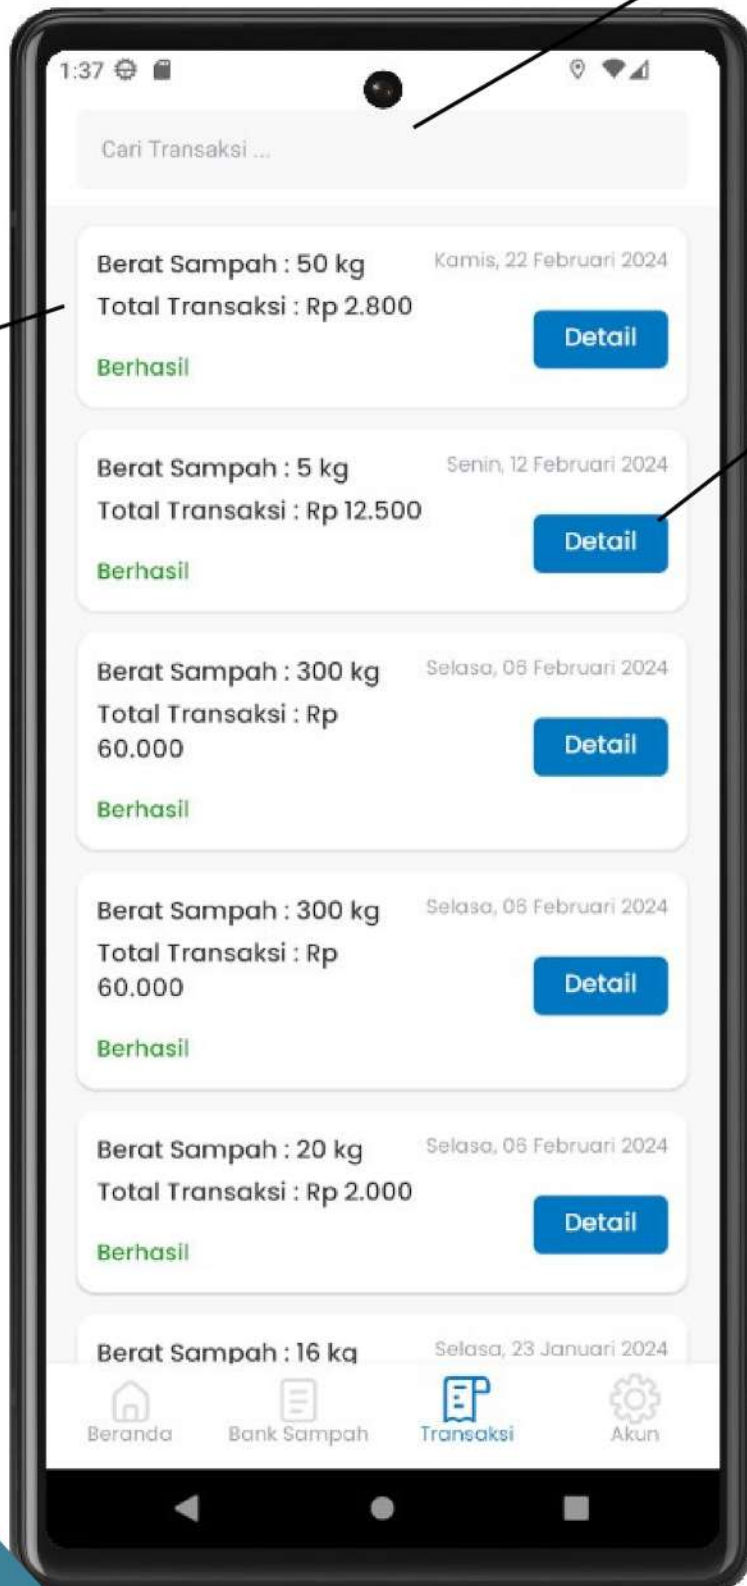 1:37
Cari Transaksi ...
Berat Sampah : 50 kg
Kamis, 22 Februari 2024
Total Transaksi : Rp 2.800
Detail
Berhasil
Berat Sampah : 5 kg
Senin, 12 Februari 2024
Total Transaksi : Rp 12.500
Detail
Berhasil
Berat Sampah : 300 kg
Selasa, 06 Februari 2024
Total Transaksi : Rp
60.000
Detail
Berhasil
Berat Sampah : 300 kg
Selasa, 06 Februari 2024
Total Transaksi : Rp
60.000
Detail
Berhasil
Berat Sampah : 20 kg
Selasa, 06 Februari 2024
Total Transaksi : Rp 2.000
Detail
Berhasil
Berat Sampah : 16 kg
Selasa, 23 Januari 2024
Beranda
Bank Sampah
Transaksi
Akun